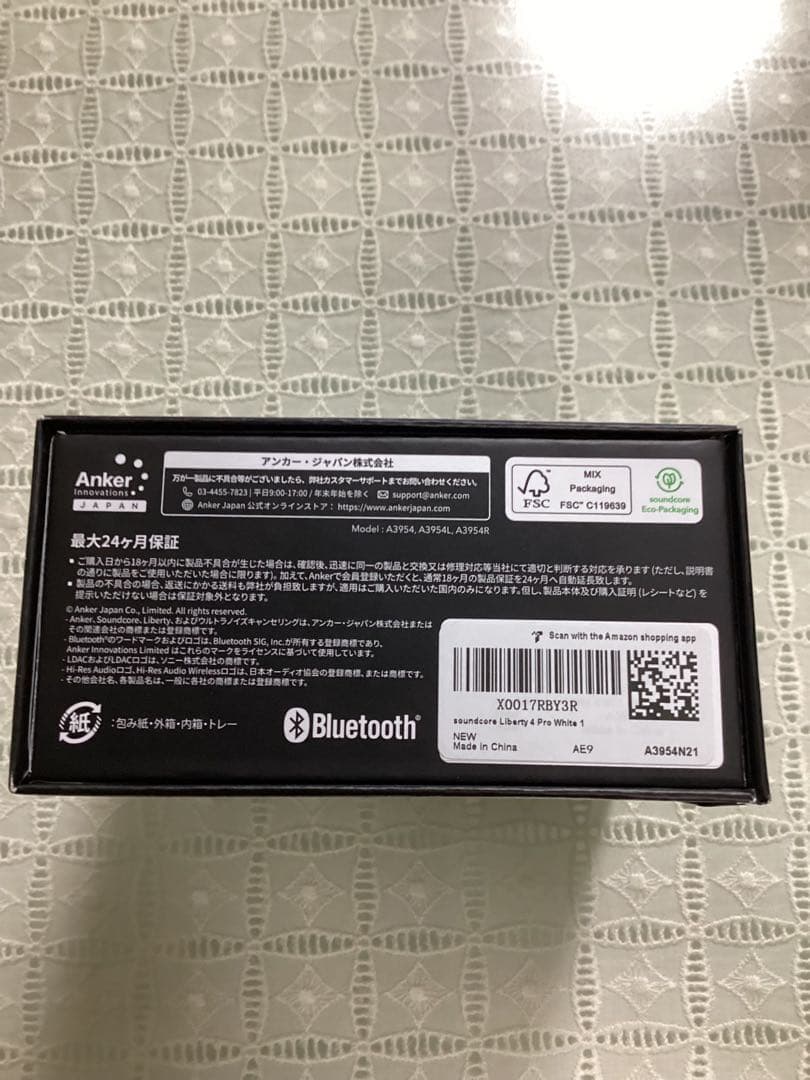 Anker
Innovations
JAPAN
アンカー・ジャパン株式会社
万が一製品に不具合等がございましたら、弊社カスタマーサポートまでお問い合わせください。
03-4455-7823 | 平日9:00-17:00 / 年末年始を除く support@anker.com
Anker Japan 公式オンラインストア: https://www.ankerjapan.com
FSC
MIX
Packaging
FSC™ C119639
soundcore
Eco-Packaging
Model : A3954, A3954L, A3954R
最大24ヶ月保証
■ ご購入日から18ヶ月以内に製品不具合が生じた場合は、確認後、迅速に同一の製品と交換又は修理対応等当社にて適切と判断する対応を承ります (ただし、説明書
の通りに製品をご使用いただいた場合に限ります)。加えて、Ankerで会員登録いただくと、通常18ヶ月の製品保証を24ヶ月へ自動延長致します。
■ 製品の不具合の場合、返送にかかる送料も弊社が負担致しますが、適用はご購入いただいた国内のみになります。但し、製品本体及び購入証明 (レシートなど) を
提示いただけない場合は保証対象外となります。
© Anker Japan Co., Limited. All rights reserved.
- Anker、Soundcore、Liberty、およびウルトラノイズキャンセリングは、アンカー・ジャパン株式会社または
その関連会社の商標または登録商標です。
- Bluetooth®のワードマークおよびロゴは、Bluetooth SIG, Inc.が所有する登録商標であり、
Anker Innovations Limited はこれらのマークをライセンスに基づいて使用しています。
- LDACおよびLDACロゴは、ソニー株式会社の商標です。
- Hi-Res Audioロゴ、Hi-Res Audio Wirelessロゴは、日本オーディオ協会の登録商標、または商標です。
- その他会社名、各製品名は、一般に各社の商標または登録商標です。
紙 : 包み紙・外箱・内箱・トレー
Bluetooth®
Scan with the Amazon shopping app
X0017RBY3R
soundcore Liberty 4 Pro White 1
NEW
Made in China AE9 A3954N21